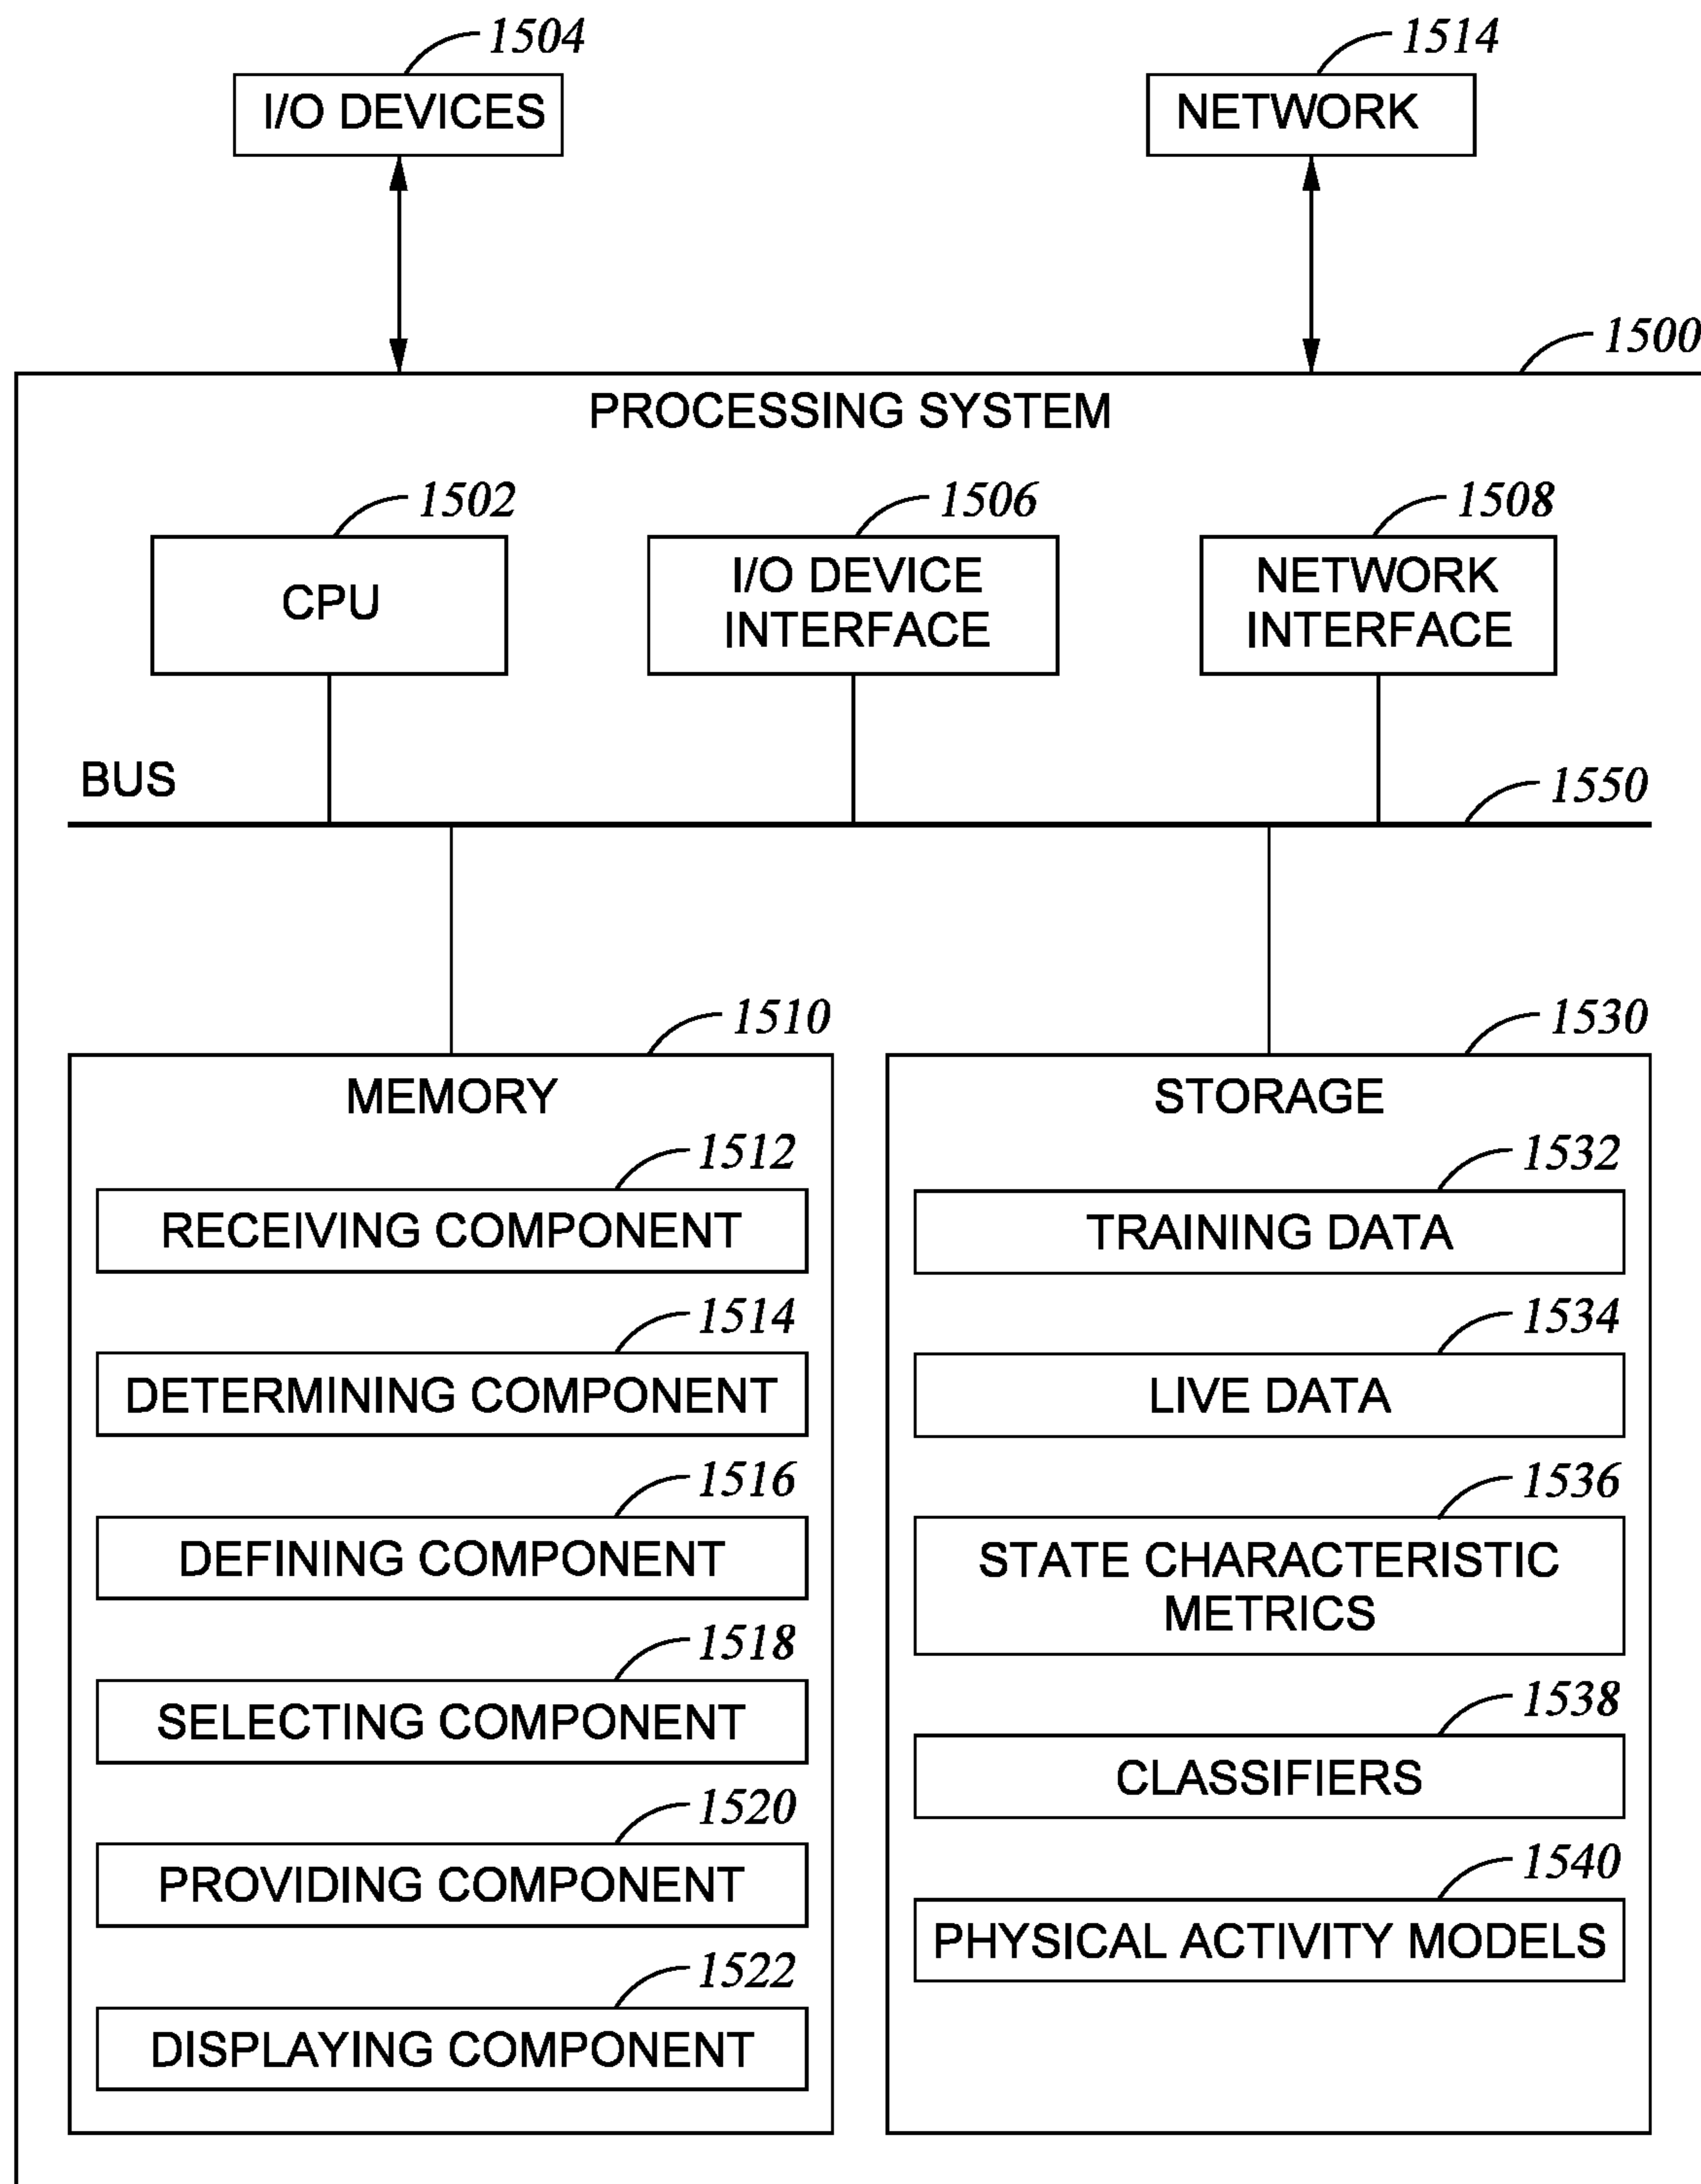 1504
I/O DEVICES
1514
NETWORK
1500
PROCESSING SYSTEM
1502
CPU
1506
I/O DEVICE
INTERFACE
1508
NETWORK
INTERFACE
BUS
1550
1510
MEMORY
1512
RECEIVING COMPONENT
1514
DETERMINING COMPONENT
1516
DEFINING COMPONENT
1518
SELECTING COMPONENT
1520
PROVIDING COMPONENT
1522
DISPLAYING COMPONENT
1530
STORAGE
1532
TRAINING DATA
1534
LIVE DATA
1536
STATE CHARACTERISTIC
METRICS
1538
CLASSIFIERS
1540
PHYSICAL ACTIVITY MODELS